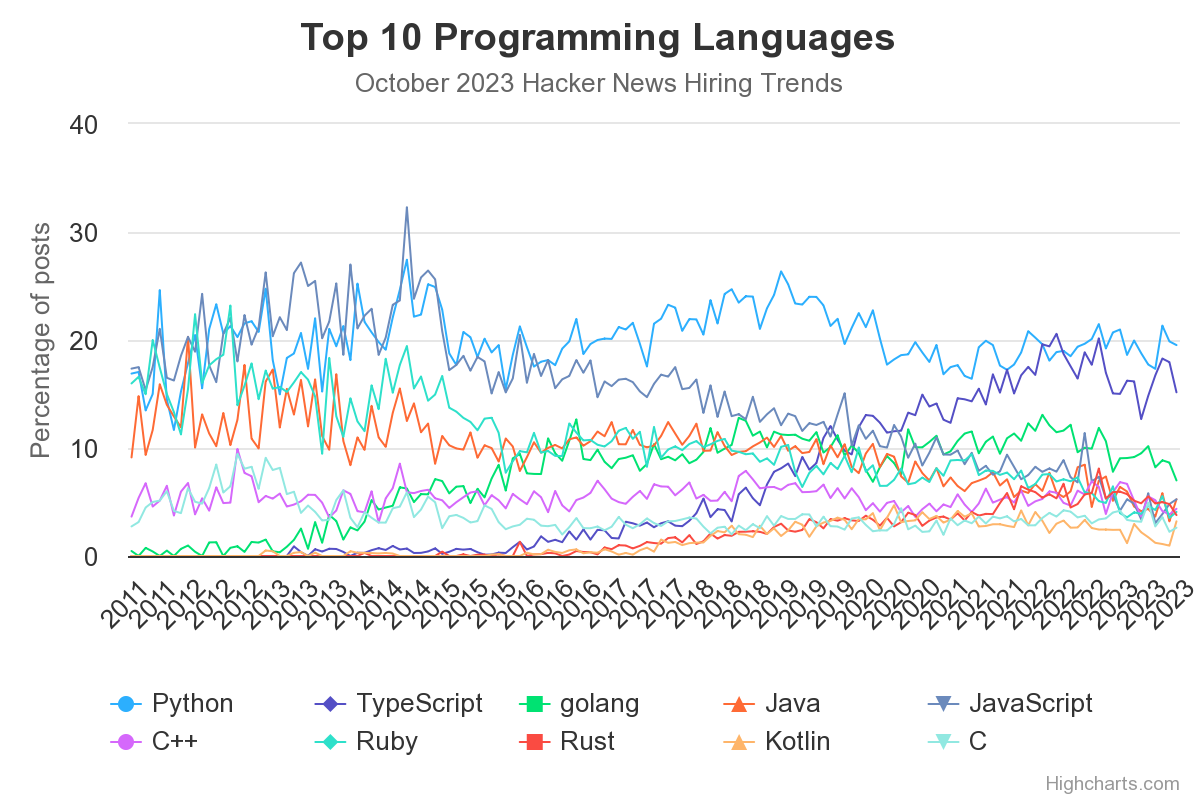 Top 10 Programming Languages
October 2023 Hacker News Hiring Trends
Percentage of posts
40
30
20
10
0
2011 2011 2012 2012 2012 2013 2013 2013 2014 2014 2014 2015 2015 2015 2016 2016 2016 2017 2017 2017 2018 2018 2018 2019 2019 2019 2020 2020 2020 2021 2021 2021 2022 2022 2022 2023 2023 2023
Python TypeScript golang Java JavaScript
C++ Ruby Rust Kotlin C
Highcharts.com